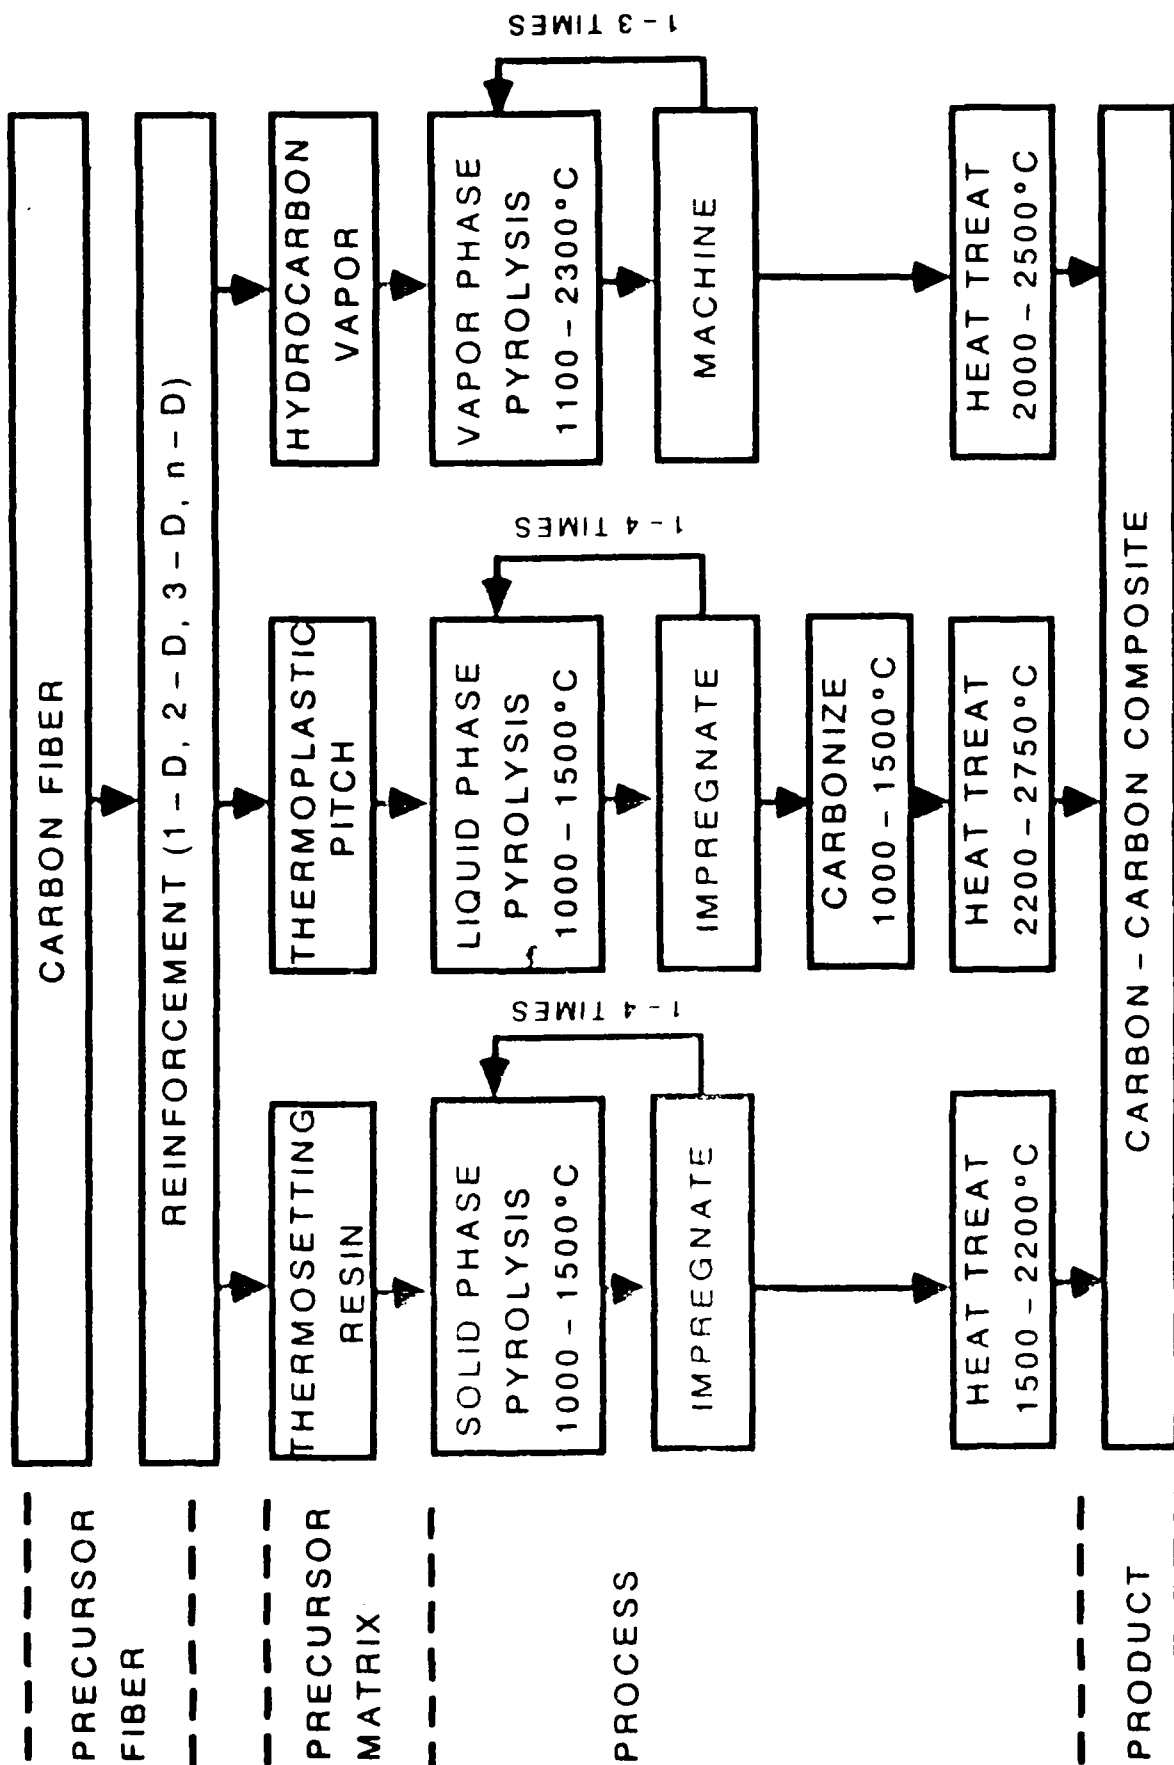 PRECURSOR
FIBER
CARBON FIBER
REINFORCEMENT (1-D, 2-D, 3-D, n-D)
PRECURSOR
MATRIX
THERMOSETTING
RESIN
THERMOPLASTIC
PITCH
HYDROCARBON
VAPOR
PROCESS
SOLID PHASE
PYROLYSIS
1000-1500°C
1-4 TIMES
IMPREGNATE
HEAT TREAT
1500-2200°C
LIQUID PHASE
PYROLYSIS
1000-1500°C
1-4 TIMES
IMPREGNATE
CARBONIZE
1000-1500°C
HEAT TREAT
2200-2750°C
VAPOR PHASE
PYROLYSIS
1100-2300°C
1-3 TIMES
MACHINE
HEAT TREAT
2000-2500°C
PRODUCT
CARBON-CARBON COMPOSITE